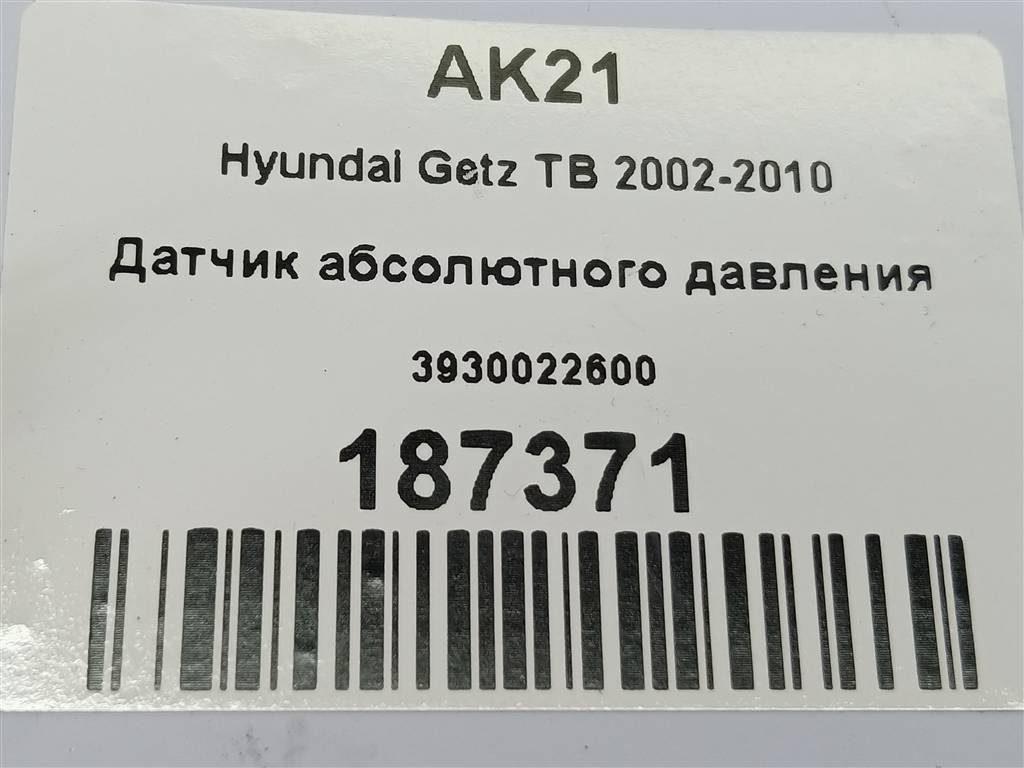 AK21
Hyundai Getz TB 2002-2010
Датчик абсолютного давления
3930022600
187371